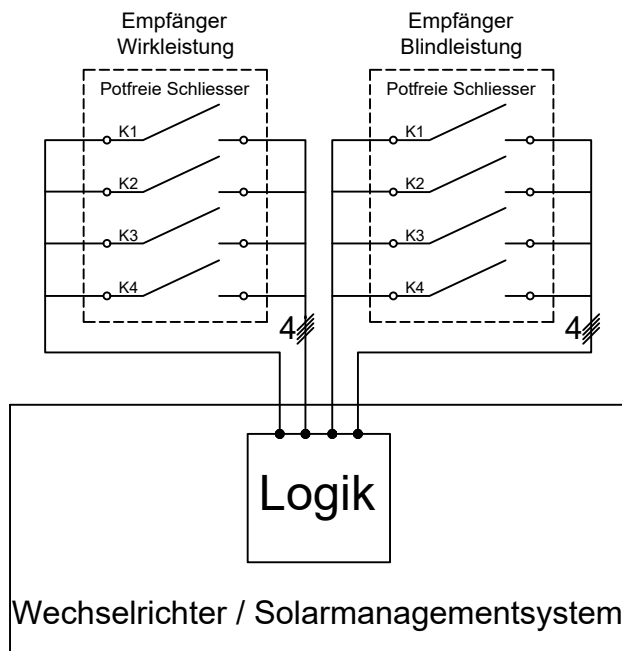 Empfänger
Wirkleistung
Potfreie Schliesser
K1
K2
K3
K4
4
Empfänger
Blindleistung
Potfreie Schliesser
K1
K2
K3
K4
4
Logik
Wechselrichter / Solarmanagementsystem